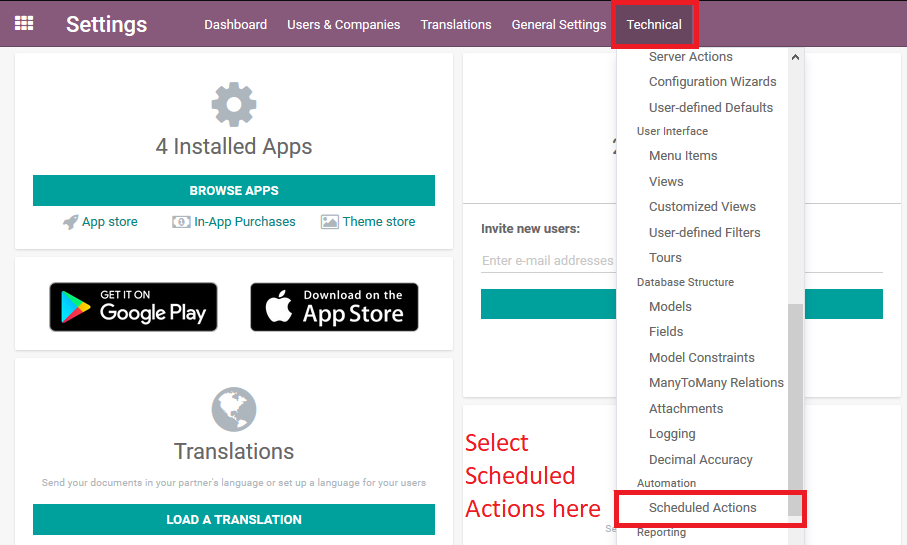 Settings
Dashboard
Users & Companies
Translations
General Settings
Technical
4 Installed Apps
BROWSE APPS
App store
In-App Purchases
Theme store
GET IT ON
Google Play
Download on the
App Store
Translations
Send your documents in your partner's language or set up a language for your users
LOAD A TRANSLATION
Invite new users:
Enter e-mail addresses
Select
Scheduled
Actions here
Server Actions
Configuration Wizards
User-defined Defaults
User Interface
Menu Items
Views
Customized Views
User-defined Filters
Tours
Database Structure
Models
Fields
Model Constraints
ManyToMany Relations
Attachments
Logging
Decimal Accuracy
Automation
Scheduled Actions
Reporting